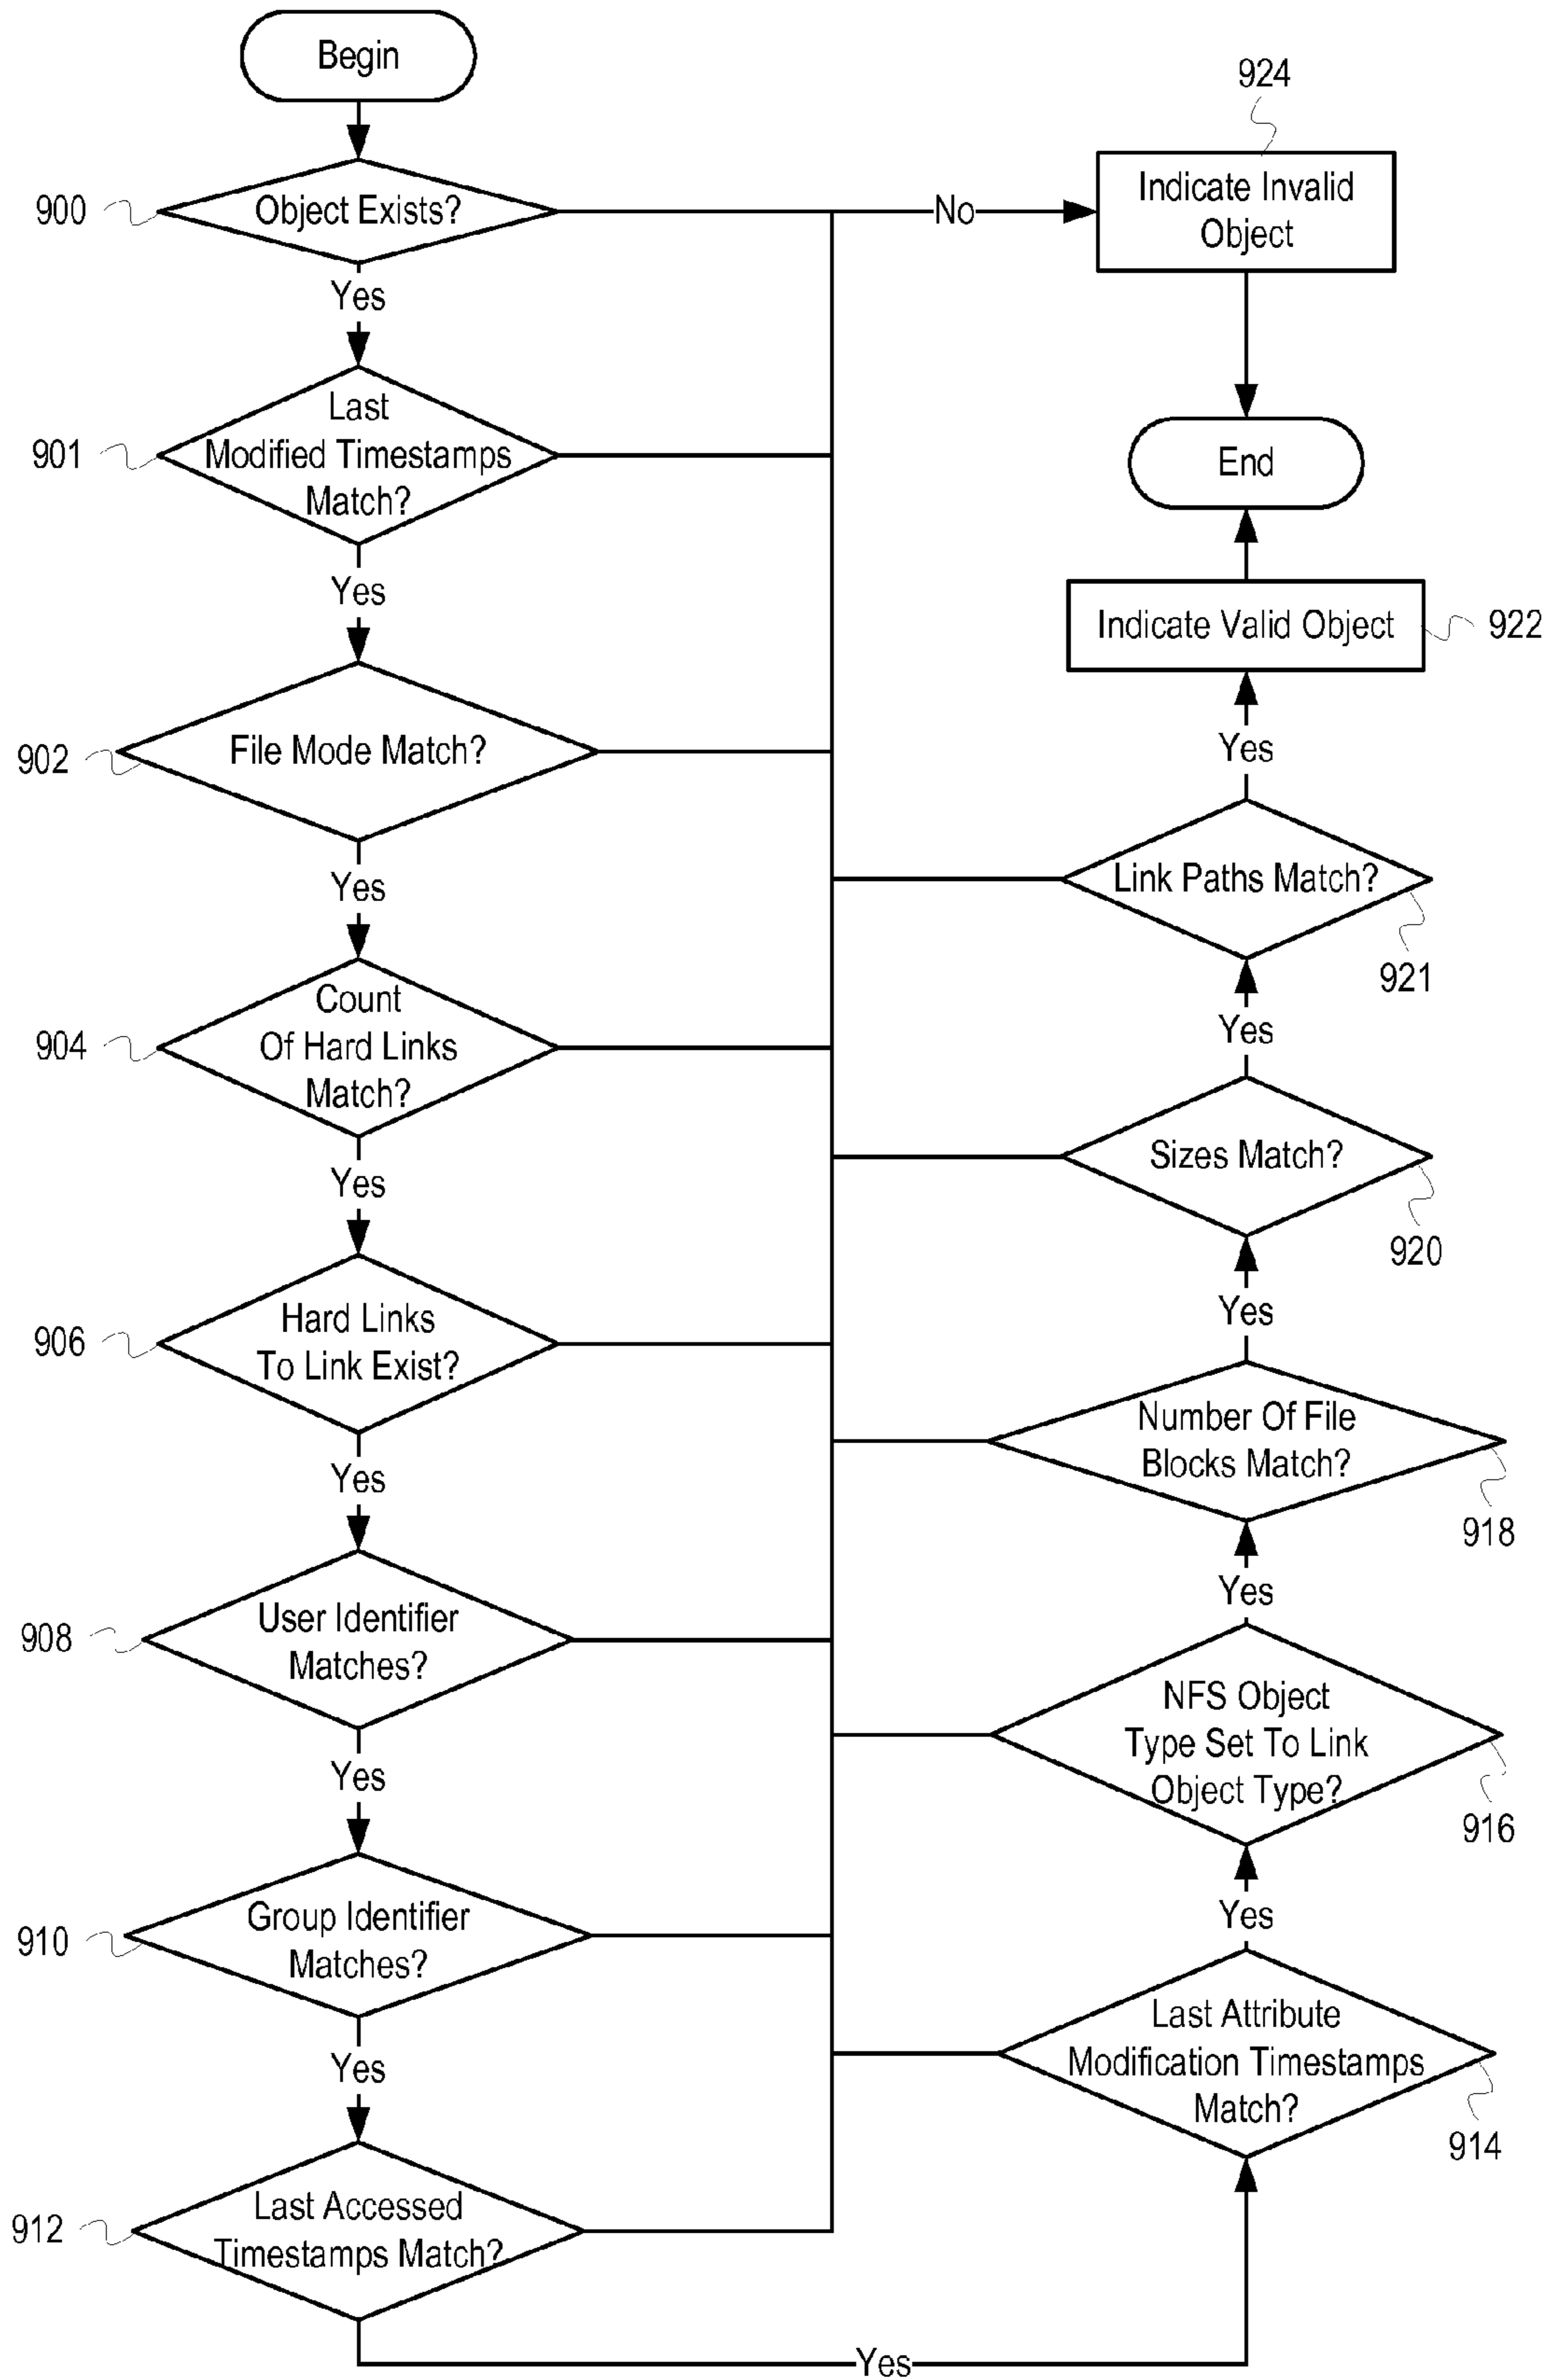 Begin
900
Object Exists?
No
Yes
901
Last
Modified Timestamps
Match?
Yes
902
File Mode Match?
Yes
904
Count
Of Hard Links
Match?
Yes
906
Hard Links
To Link Exist?
Yes
908
User Identifier
Matches?
Yes
910
Group Identifier
Matches?
Yes
912
Last Accessed
Timestamps Match?
Yes
Last Attribute
Modification Timestamps
Match?
914
Yes
NFS Object
Type Set To Link
Object Type?
916
Yes
Number Of File
Blocks Match?
918
Yes
Sizes Match?
920
Yes
Link Paths Match?
921
Yes
Indicate Valid Object
922
End
924
Indicate Invalid
Object